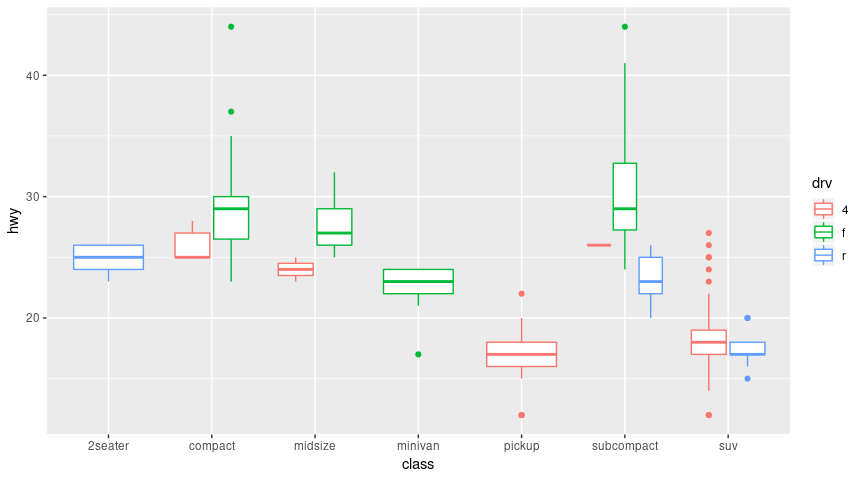 hwy
40
30
20
2seater compact midsize minivan pickup subcompact suv
class
drv
4
f
r